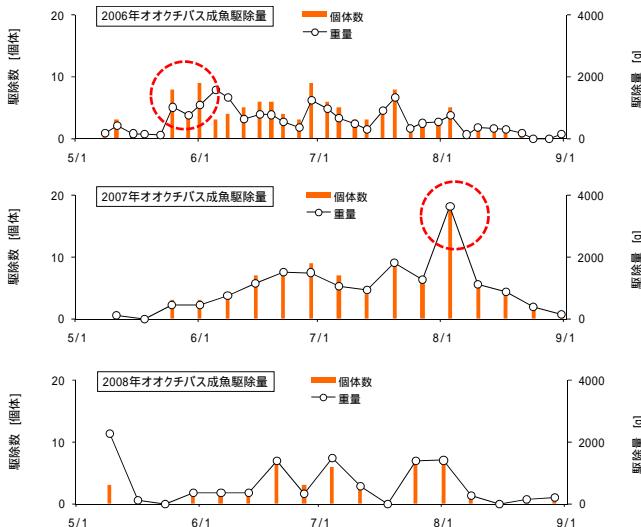 2006年オオクチバス成魚駆除量
個体数
重量
駆除数 [個体]
駆除量 [g]
20
10
0
4000
2000
0
5/1
6/1
7/1
8/1
9/1
2007年オオクチバス成魚駆除量
個体数
重量
駆除数 [個体]
駆除量 [g]
20
10
0
4000
2000
0
5/1
6/1
7/1
8/1
9/1
2008年オオクチバス成魚駆除量
個体数
重量
駆除数 [個体]
駆除量 [g]
20
10
0
4000
2000
0
5/1
6/1
7/1
8/1
9/1